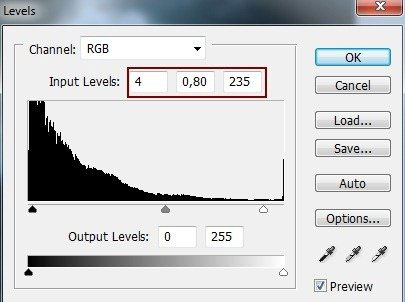 Levels
Channel: RGB
OK
Input Levels: 4 0,80 235
Cancel
Load...
Save...
Auto
Options...
Output Levels: 0 255
Preview